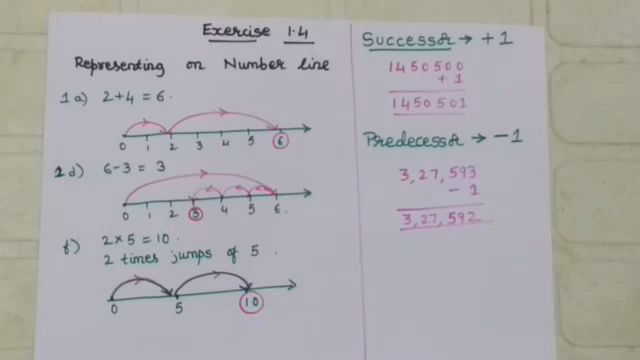 Exercise 1.4
Representing on Number line
1 a) 2+4 = 6.
0 1 2 3 4 5 6
1 d) 6-3 = 3
0 1 2 3 4 5 6.
f) 2 × 5 = 10.
2 times jumps of 5.
0 5 10
Successor → +1
1450500
+ 1
1450501
Predecessor → -1
3,27,593
- 1
3,27,592